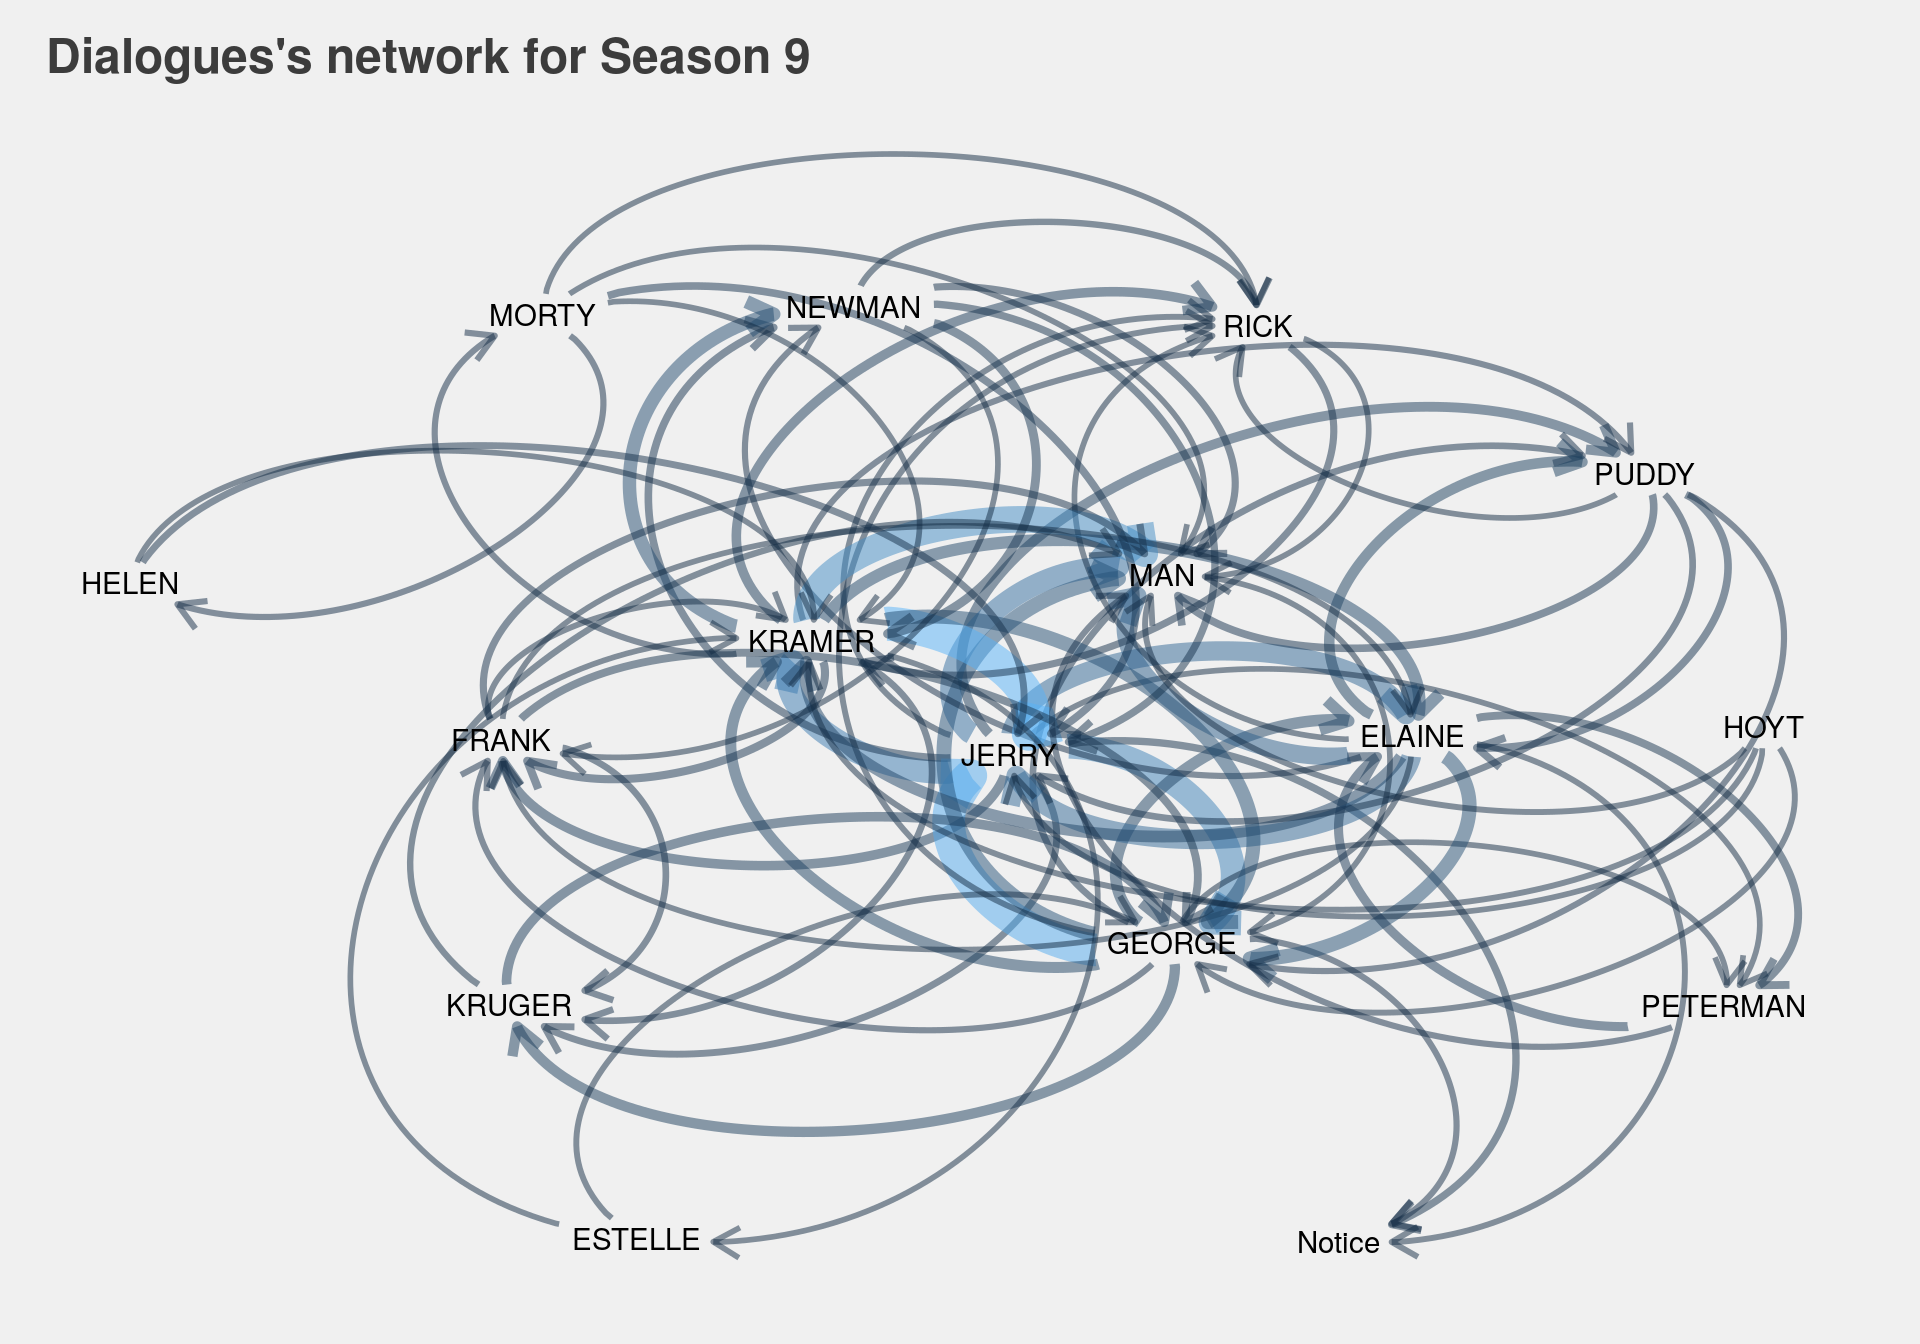 Dialogues's network for Season 9
MORTY
NEWMAN
RICK
PUDDY
HELEN
MAN
KRAMER
FRANK
JERRY
ELAINE
HOYT
GEORGE
KRUGER
PETERMAN
ESTELLE
Notice